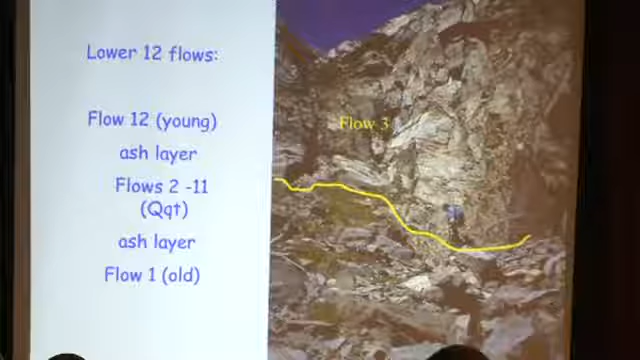 Lower 12 flows:
Flow 12 (young)
ash layer
Flows 2 -11
(Qqt)
ash layer
Flow 1 (old)
Flow 3